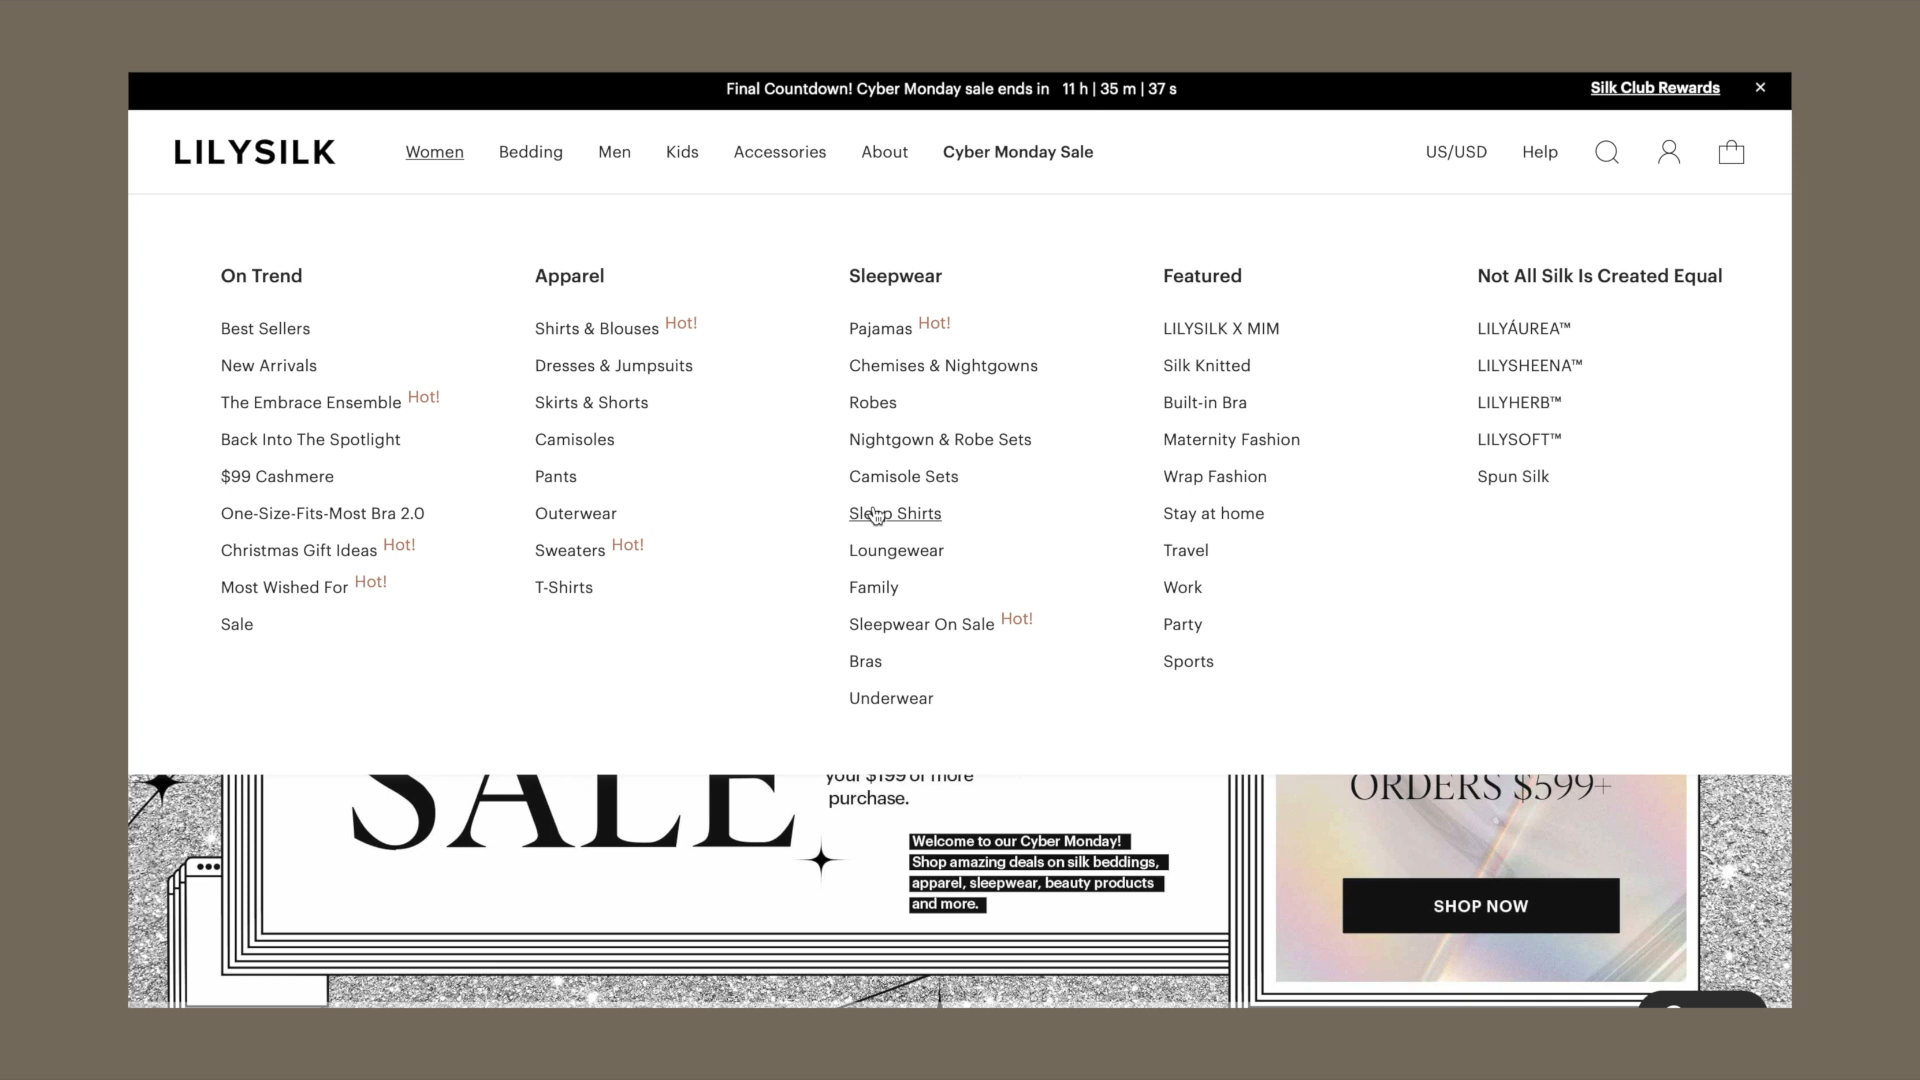 Final Countdown! Cyber Monday sale ends in 11 h | 35 m | 37 s
Silk Club Rewards
LILYSILK
Women
Bedding
Men
Kids
Accessories
About
Cyber Monday Sale
US/USD
Help
On Trend
Best Sellers
New Arrivals
The Embrace Ensemble Hot!
Back Into The Spotlight
$99 Cashmere
One-Size-Fits-Most Bra 2.0
Christmas Gift Ideas Hot!
Most Wished For Hot!
Sale
Apparel
Shirts & Blouses Hot!
Dresses & Jumpsuits
Skirts & Shorts
Camisoles
Pants
Outerwear
Sweaters Hot!
T-Shirts
Sleepwear
Pajamas Hot!
Chemises & Nightgowns
Robes
Nightgown & Robe Sets
Camisole Sets
Sleep Shirts
Loungewear
Family
Sleepwear On Sale Hot!
Bras
Underwear
Featured
LILYSILK X MIM
Silk Knitted
Built-in Bra
Maternity Fashion
Wrap Fashion
Stay at home
Travel
Work
Party
Sports
Not All Silk Is Created Equal
LILYÁUREA™
LILYSHEENA™
LILYHERB™
LILYSOFT™
Spun Silk
SALE
your $199 or more
purchase.
Welcome to our Cyber Monday!
Shop amazing deals on silk beddings,
apparel, sleepwear, beauty products
and more.
ORDERS $599+
SHOP NOW